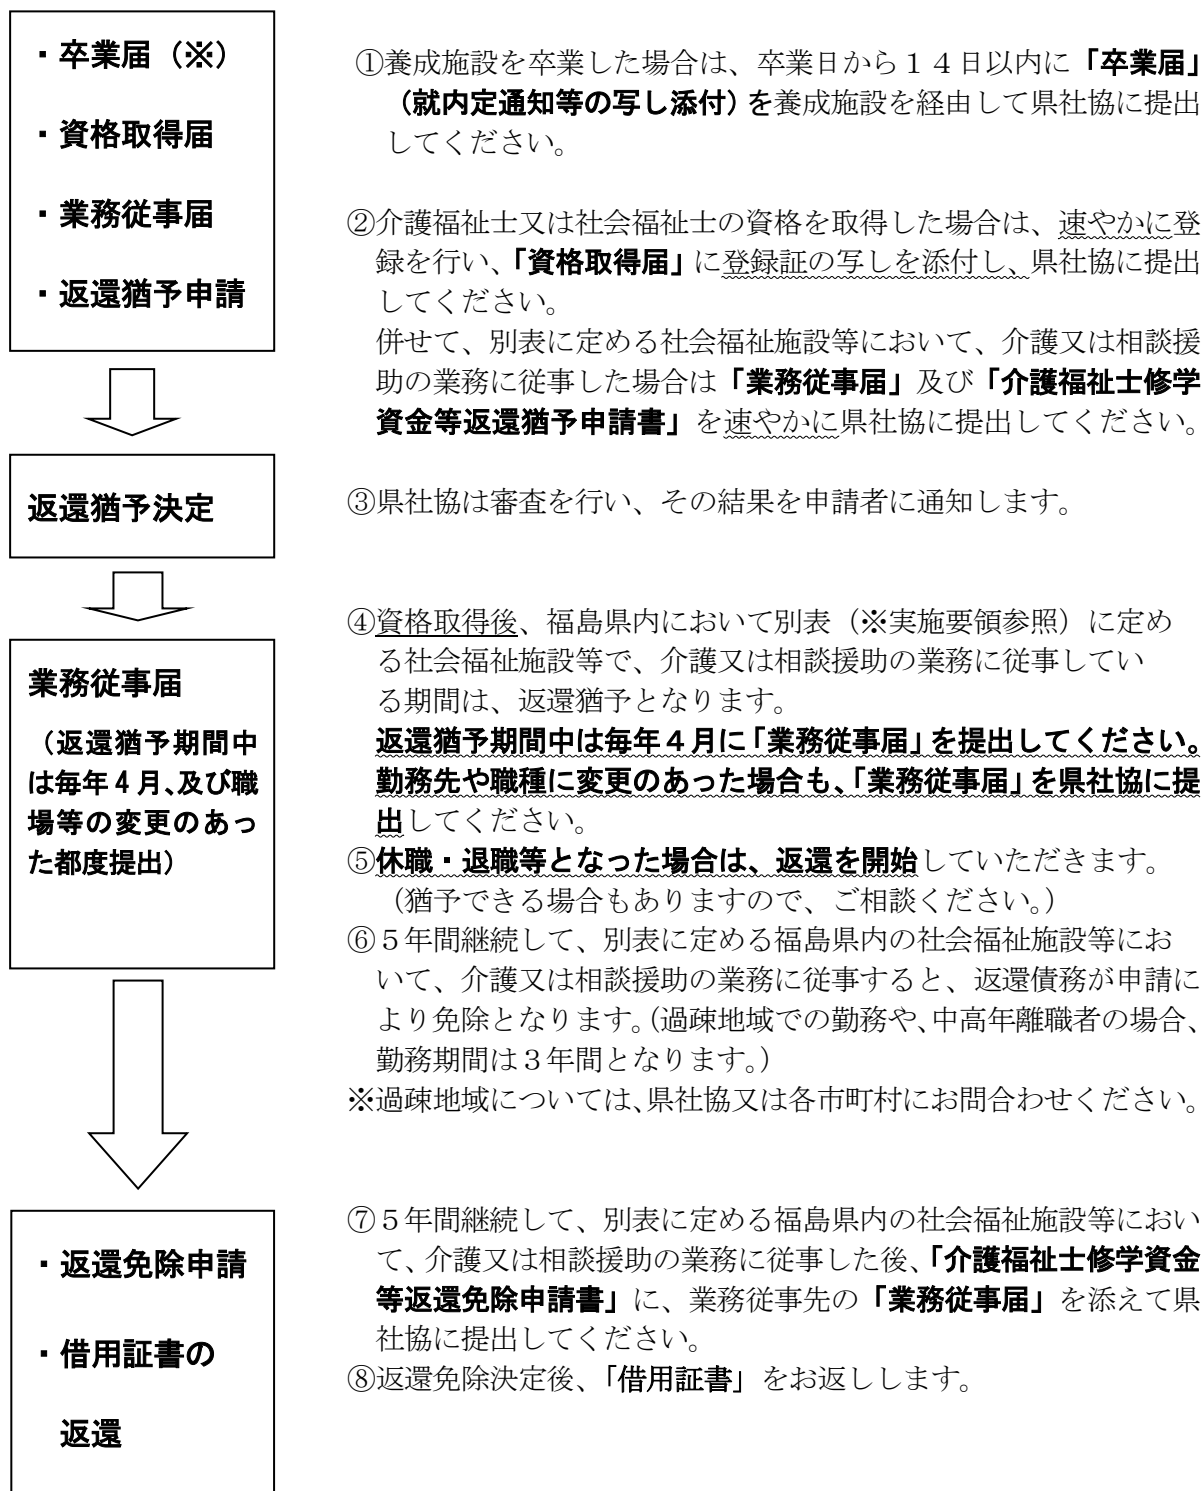 ・卒業届（※）
・資格取得届
・業務従事届
・返還猶予申請
①養成施設を卒業した場合は、卒業日から１４日以内に「卒業届」
（就内定通知等の写し添付）を養成施設を経由して県社協に提出
してください。
②介護福祉士又は社会福祉士の資格を取得した場合は、速やかに登
録を行い、「資格取得届」に登録証の写しを添付し、県社協に提出
してください。
併せて、別表に定める社会福祉施設等において、介護又は相談援
助の業務に従事した場合は「業務従事届」及び「介護福祉士修学
資金等返還猶予申請書」を速やかに県社協に提出してください。
返還猶予決定
③県社協は審査を行い、その結果を申請者に通知します。
業務従事届
（返還猶予期間中
は毎年４月、及び職
場等の変更のあっ
た都度提出）
④資格取得後、福島県内において別表（※実施要領参照）に定め
る社会福祉施設等で、介護又は相談援助の業務に従事してい
る期間は、返還猶予となります。
返還猶予期間中は毎年４月に「業務従事届」を提出してください。
勤務先や職種に変更のあった場合も、「業務従事届」を県社協に提
出してください。
⑤休職・退職等となった場合は、返還を開始していただきます。
（猶予できる場合もありますので、ご相談ください。）
⑥５年間継続して、別表に定める福島県内の社会福祉施設等にお
いて、介護又は相談援助の業務に従事すると、返還債務が申請に
より免除となります。（過疎地域での勤務や、中高年離職者の場合、
勤務期間は３年間となります。）
※過疎地域については、県社協又は各市町村にお問合わせください。
・返還免除申請
・借用証書の
返還
⑦５年間継続して、別表に定める福島県内の社会福祉施設等におい
て、介護又は相談援助の業務に従事した後、「介護福祉士修学資金
等返還免除申請書」に、業務従事先の「業務従事届」を添えて県
社協に提出してください。
⑧返還免除決定後、「借用証書」をお返しします。